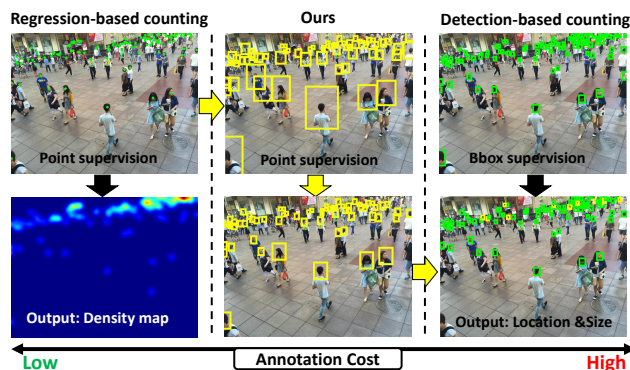 Regression-based counting
Ours
Detection-based counting
Point supervision
Point supervision
Bbox supervision
Output: Density map
Output: Location &Size
Low
Annotation Cost
High